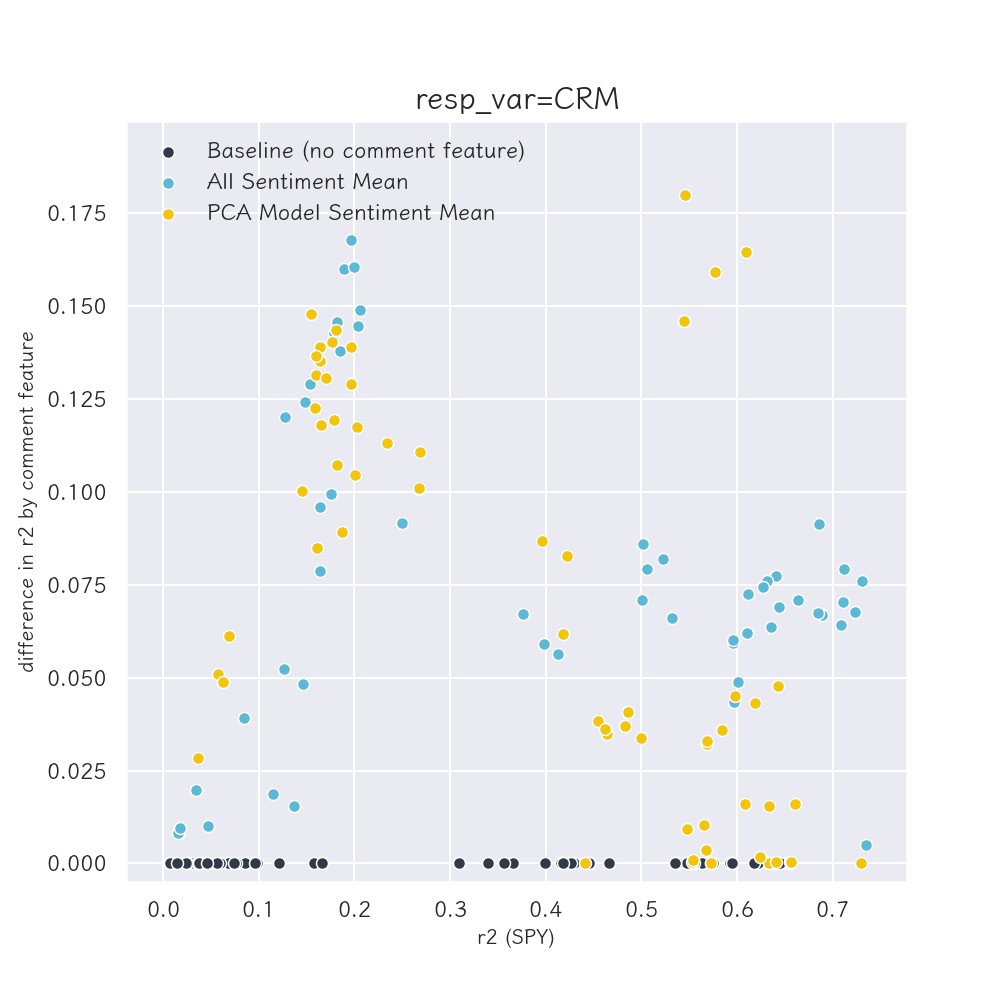 resp_var=CRM
Baseline (no comment feature)
All Sentiment Mean
PCA Model Sentiment Mean
0.175
0.150
0.125
0.100
0.075
0.050
0.025
0.000
difference in r2 by comment feature
0.0 0.1 0.2 0.3 0.4 0.5 0.6 0.7
r2 (SPY)